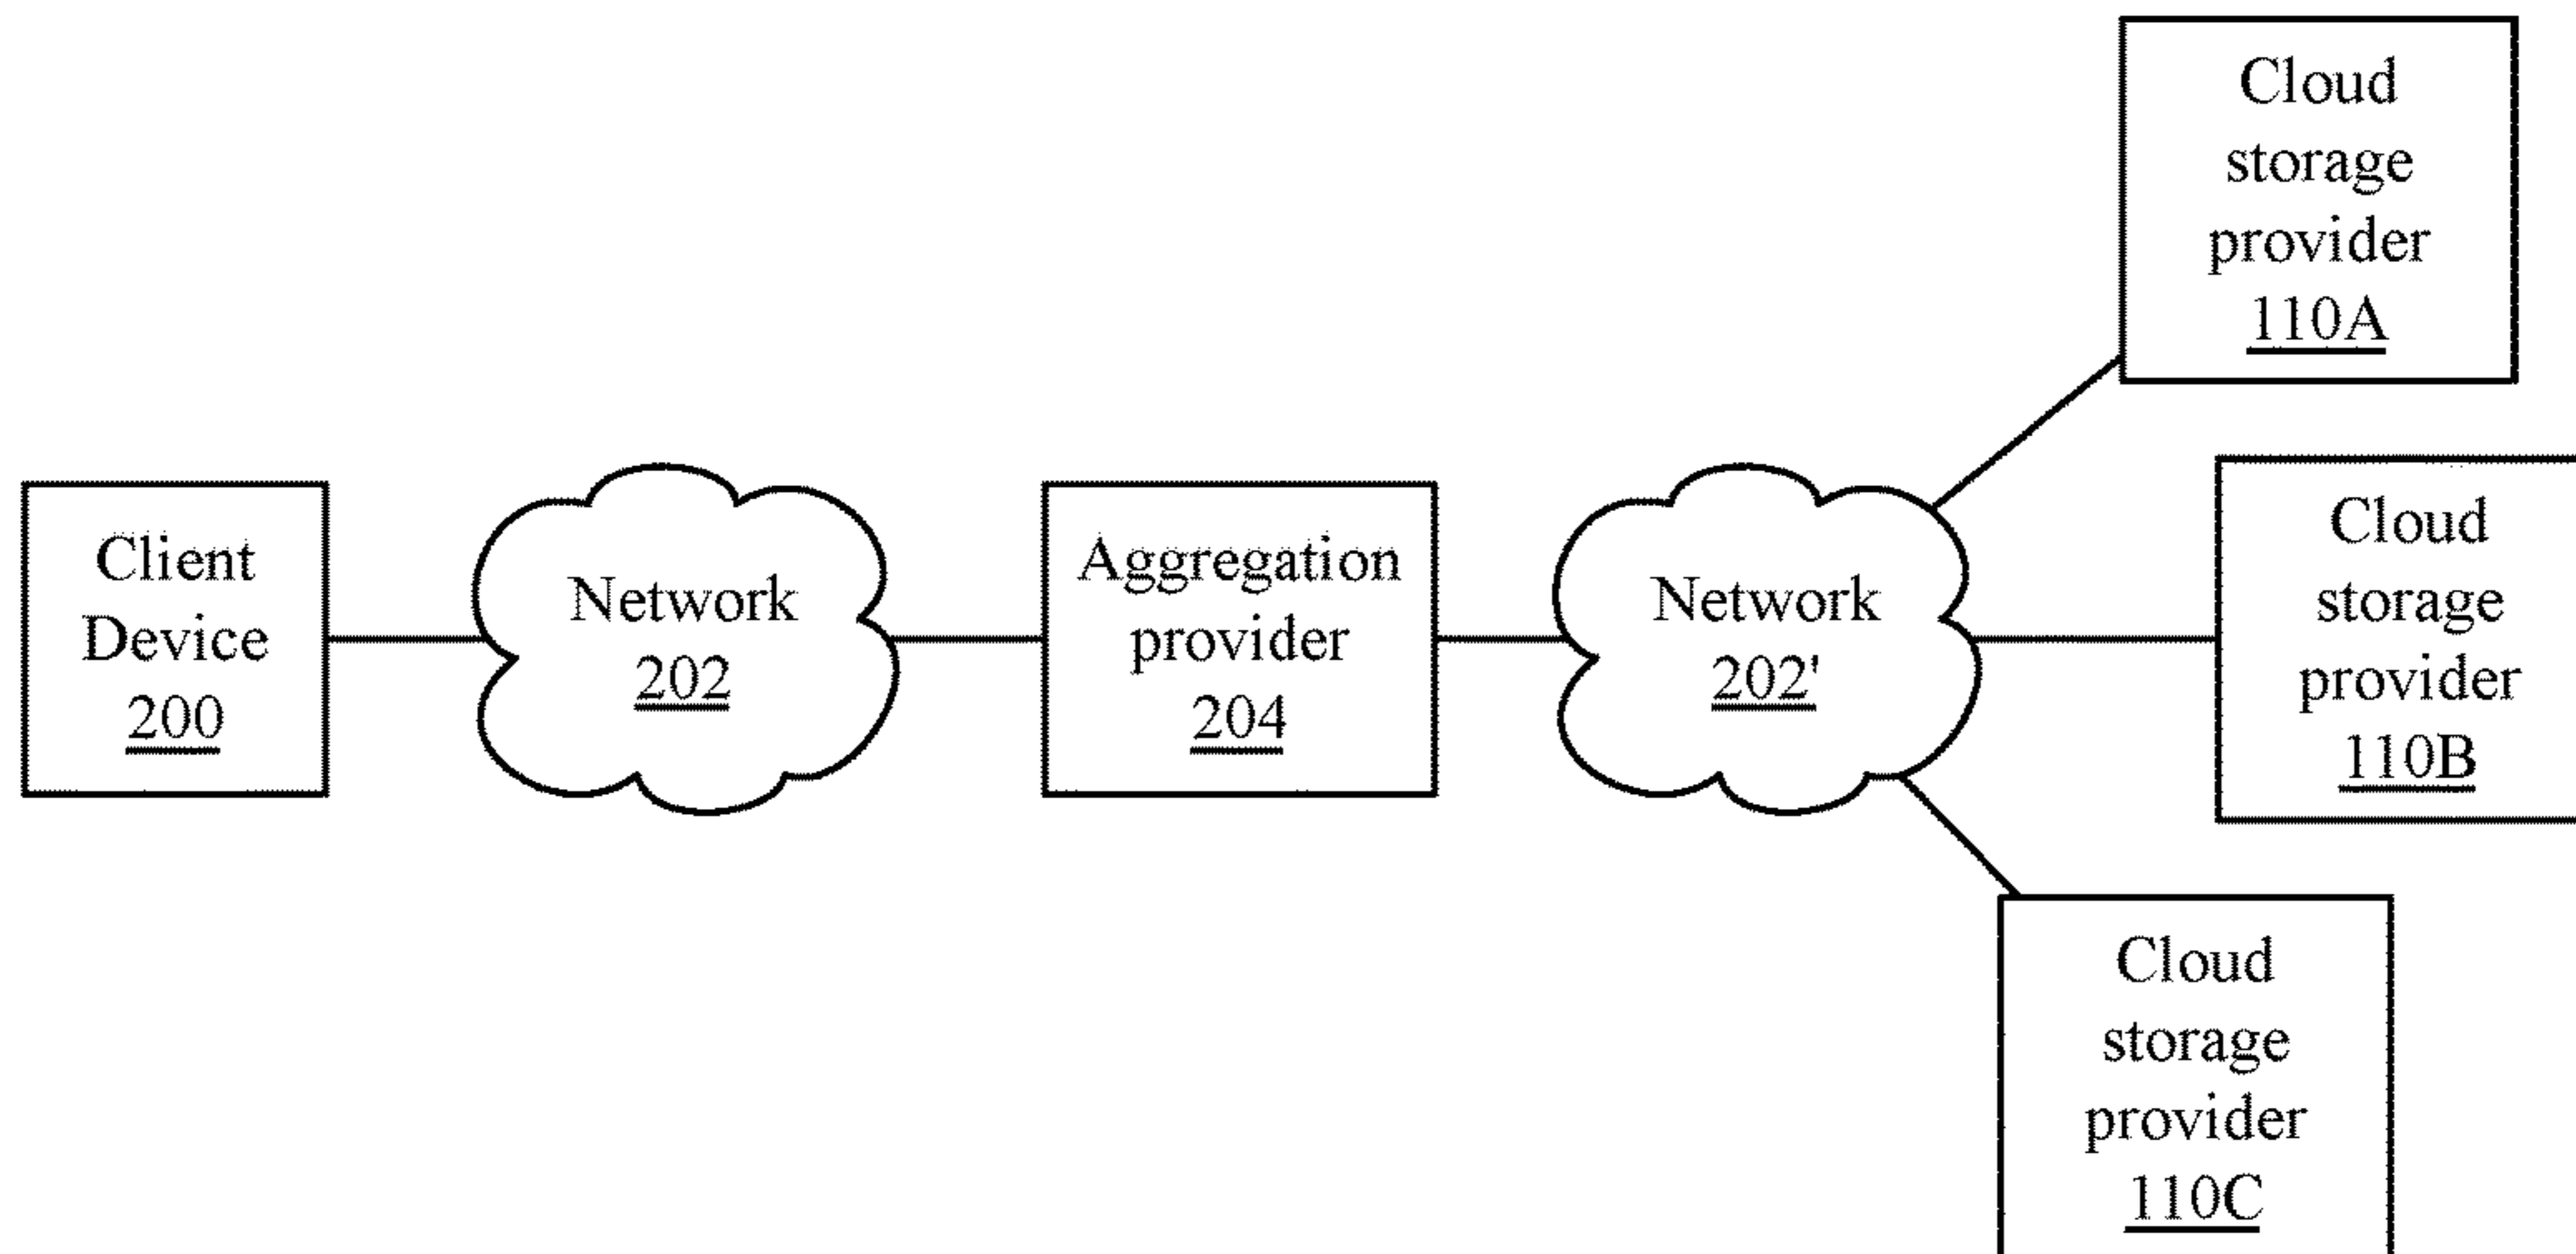 Cloud
storage
provider
110A
Client
Device
200
Network
202
Aggregation
provider
204
Network
202'
Cloud
storage
provider
110B
Cloud
storage
provider
110C